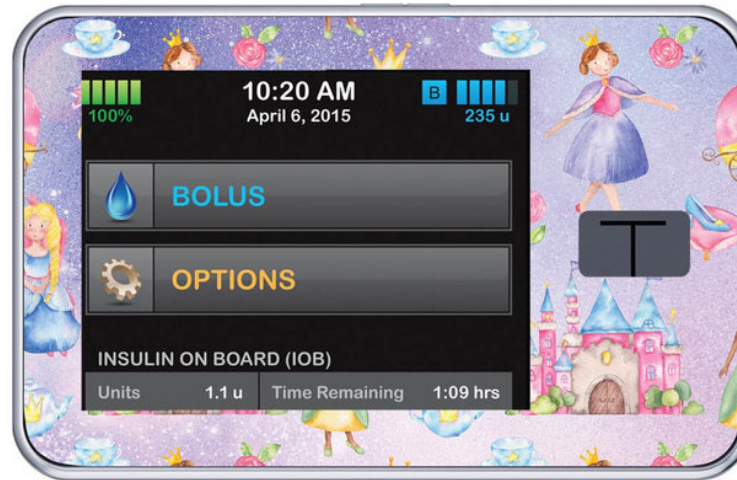 10:20 AM
100%
April 6, 2015
B
235 u
BOLUS
OPTIONS
T
INSULIN ON BOARD (IOB)
Units 1.1 u Time Remaining 1:09 hrs